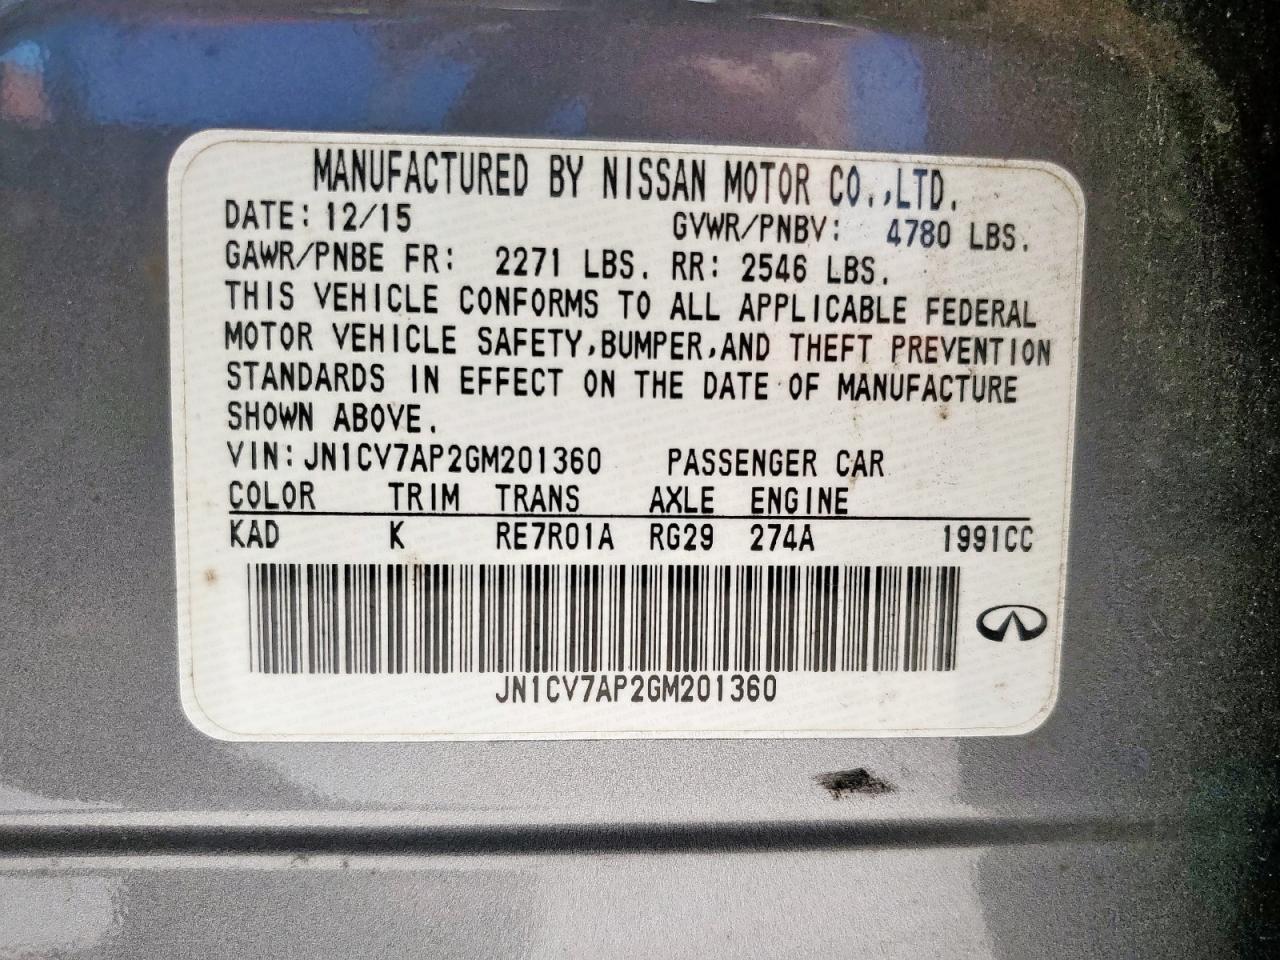 MANUFACTURED BY NISSAN MOTOR CO.,LTD.
DATE: 12/15 GVWR/PNBV: 4780 LBS.
GAWR/PNBE FR: 2271 LBS. RR: 2546 LBS.
THIS VEHICLE CONFORMS TO ALL APPLICABLE FEDERAL
MOTOR VEHICLE SAFETY,BUMPER,AND THEFT PREVENTION
STANDARDS IN EFFECT ON THE DATE OF MANUFACTURE
SHOWN ABOVE.
VIN:JN1CV7AP2GM201360 PASSENGER CAR
COLOR TRIM TRANS AXLE ENGINE
KAD K RE7R01A RG29 274A 1991CC
JN1CV7AP2GM201360